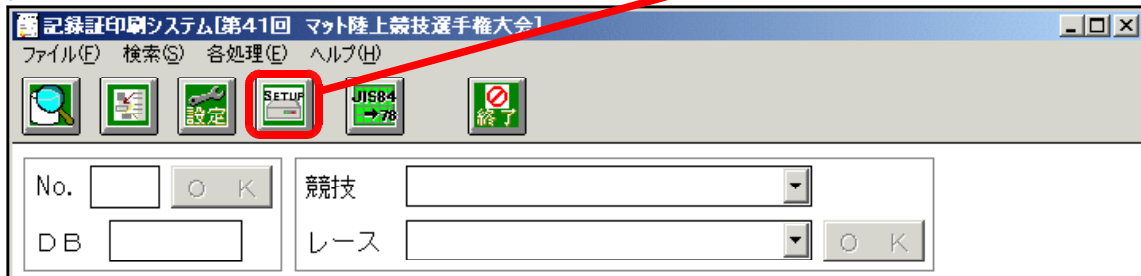 記録証印刷システム[第41回 マット陸上競技選手権大会]
ファイル(F) 検索(S) 各処理(E) ヘルプ(H)
設定 SETUP JIS84→78 終了
No. O K 競技
DB レース O K